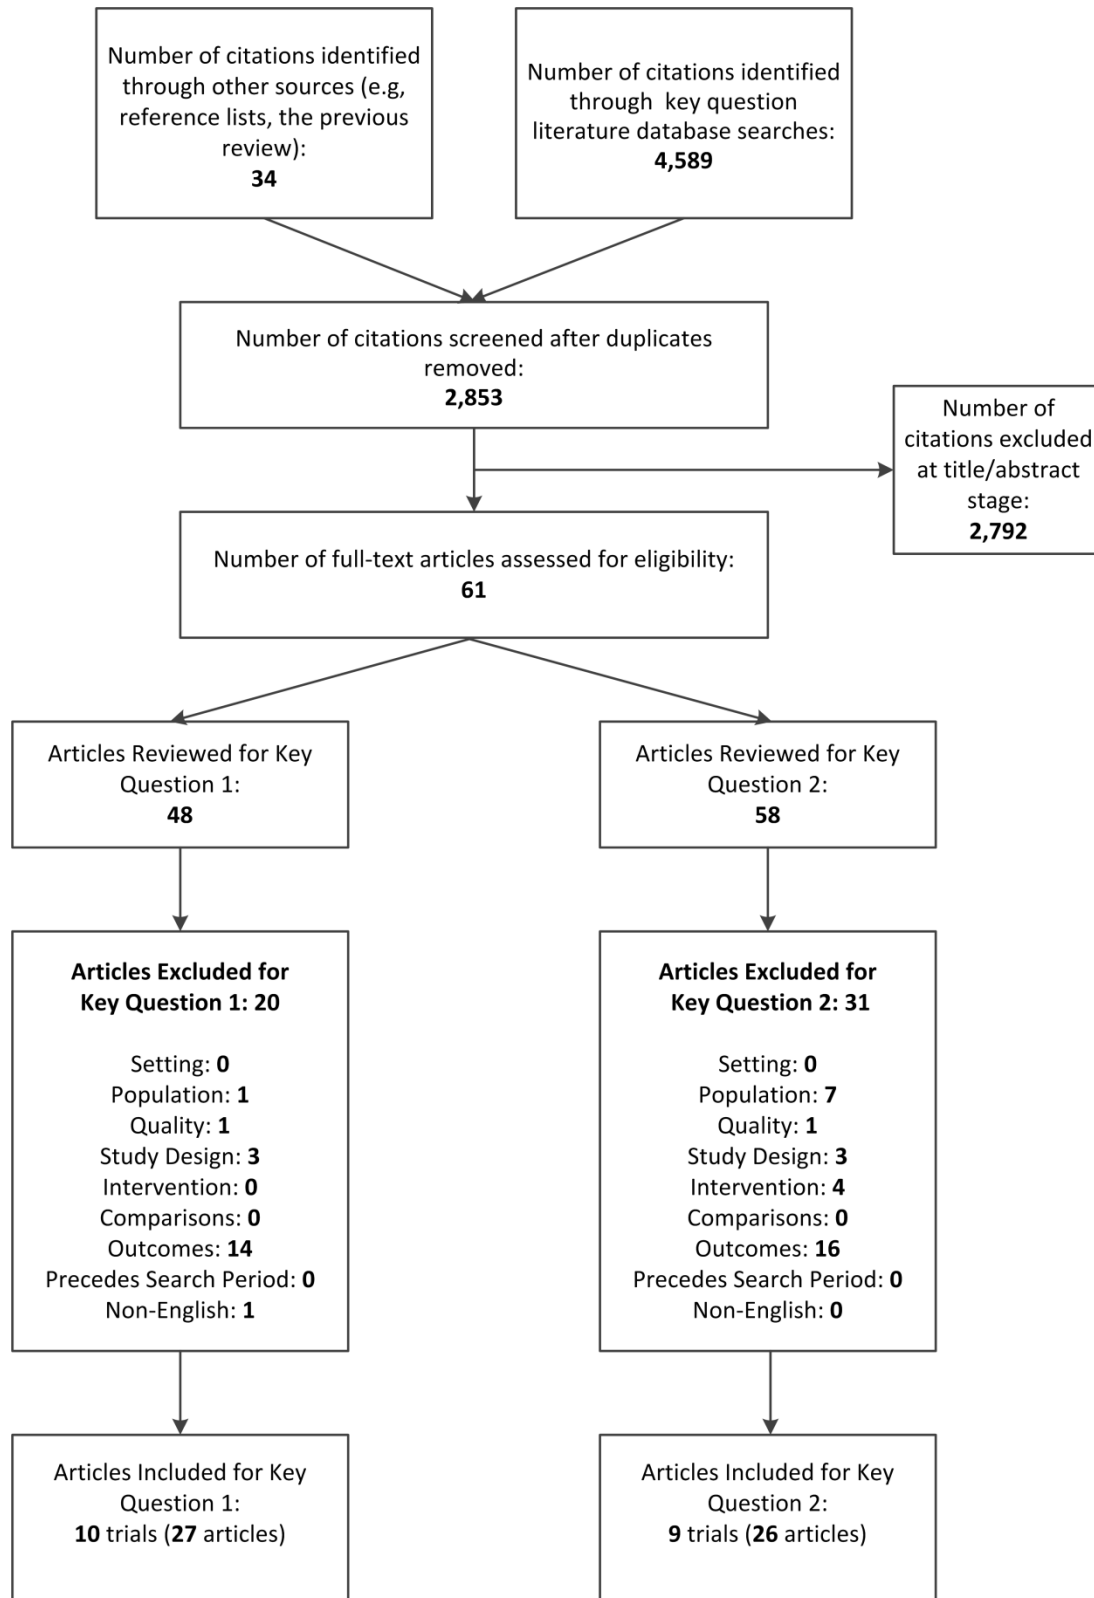 Number of citations identified
through other sources (e.g,
reference lists, the previous
review):
34
Number of citations identified
through key question
literature database searches:
4,589
Number of citations screened after duplicates
removed:
2,853
Number of
citations excluded
at title/abstract
stage:
2,792
Number of full-text articles assessed for eligibility:
61
Articles Reviewed for Key
Question 1:
48
Articles Reviewed for Key
Question 2:
58
Articles Excluded for
Key Question 1: 20
Setting: 0
Population: 1
Quality: 1
Study Design: 3
Intervention: 0
Comparisons: 0
Outcomes: 14
Precedes Search Period: 0
Non-English: 1
Articles Excluded for
Key Question 2: 31
Setting: 0
Population: 7
Quality: 1
Study Design: 3
Intervention: 4
Comparisons: 0
Outcomes: 16
Precedes Search Period: 0
Non-English: 0
Articles Included for Key
Question 1:
10 trials (27 articles)
Articles Included for Key
Question 2:
9 trials (26 articles)